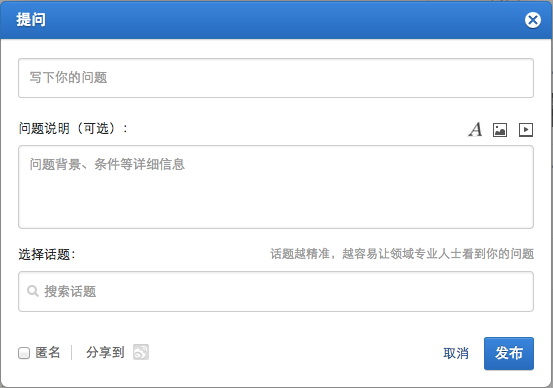 提问
写下你的问题
问题说明（可选）：
A
问题背景、条件等详细信息
选择话题：
话题越精准，越容易让领域专业人士看到你的问题
搜索话题
匿名 分享到 取消 发布